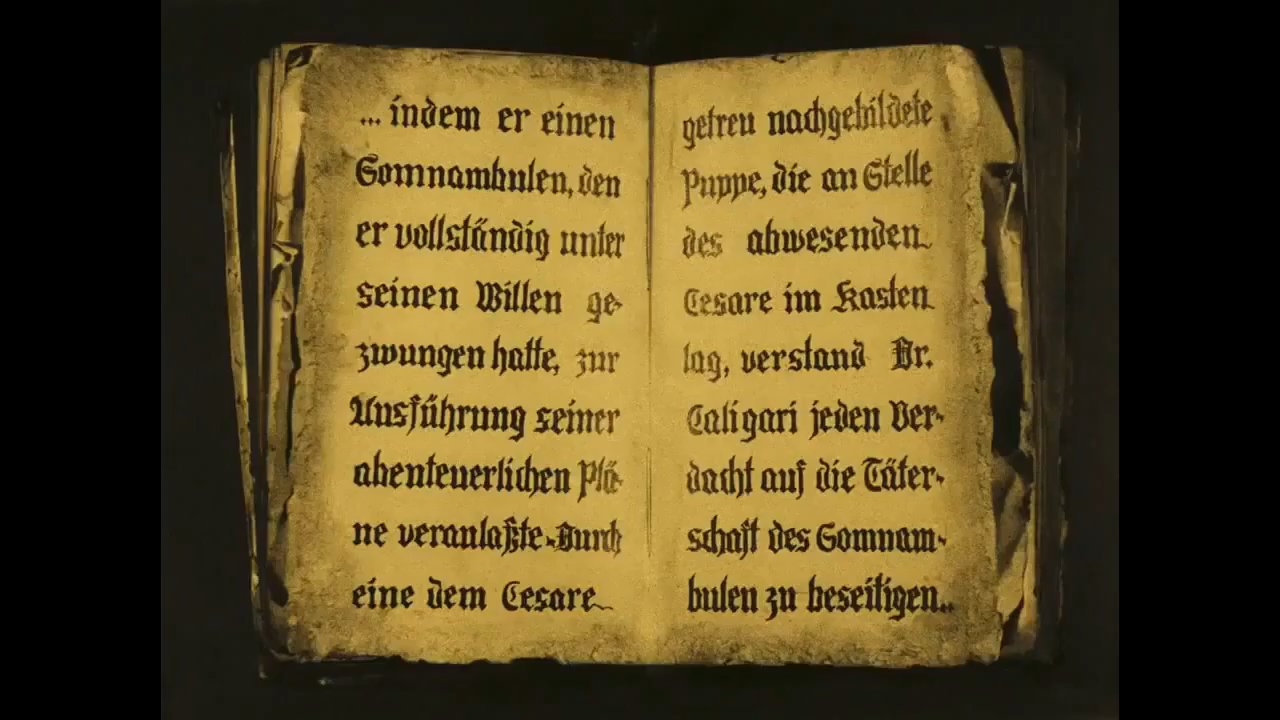 ... indem er einen
Somnambulen, den
er vollständig unter
seinen Willen ge-
zwungen hatte, zur
Ausführung seiner
abenteuerlichen Plä-
ne veranlaßte. Durch
eine dem Cesare
getreu nachgebildete
Puppe, die an Stelle
des abwesenden
Cesare im Kasten
lag, verstand Dr.
Caligari jeden Ver-
dacht auf die Täter-
schaft des Somnam-
bulen zu beseitigen..